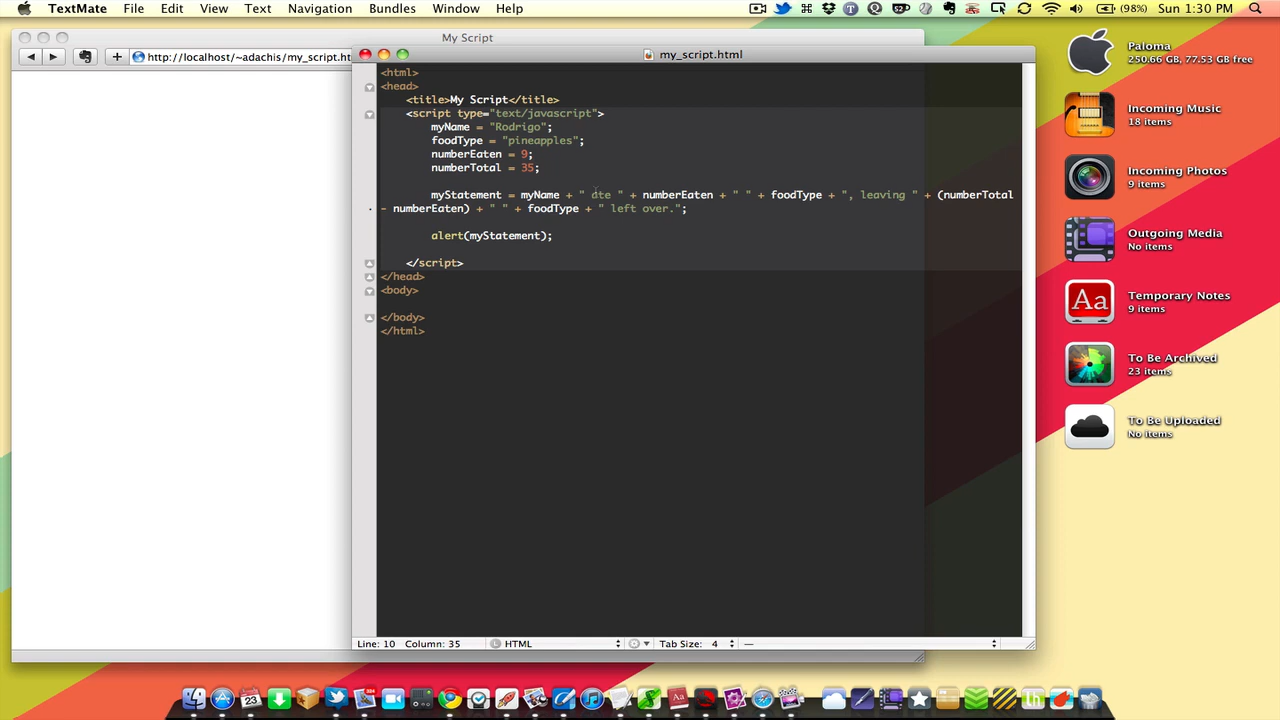 TextMate File Edit View Text Navigation Bundles Window Help (98%) Sun 1:30 PM
My Script
http://localhost/~adachis/my_script.ht
my_script.html
<html>
<head>
<title>My Script</title>
<script type="text/javascript">
myName = "Rodrigo";
foodType = "pineapples";
numberEaten = 9;
numberTotal = 35;
myStatement = myName + " ate " + numberEaten + " " + foodType + ", leaving " + (numberTotal
- numberEaten) + " " + foodType + " left over.";
alert(myStatement);
</script>
</head>
<body>
</body>
</html>
Line: 10 Column: 35 L HTML Tab Size: 4 —
Paloma
250.66 GB, 77.53 GB free
Incoming Music
18 items
Incoming Photos
9 items
Outgoing Media
No items
Aa
Temporary Notes
9 items
To Be Archived
23 items
To Be Uploaded
No items
23
Aa